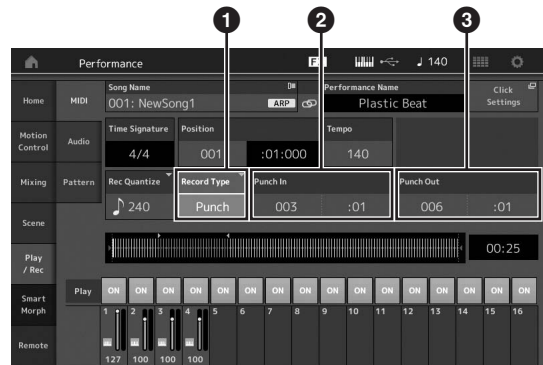 1 2 3
Performance 140
Song Name Performance Name Click Settings
001: NewSong1 ARP Plastic Beat
Home MIDI
Time Signature Position Tempo
Motion Control Audio
4/4 001 :01:000 140
Rec Quantize Record Type Punch In Punch Out
Mixing Pattern
240 Punch 003 :01 006 :01
Scene
00:25
Play / Rec
Play ON ON ON ON ON ON ON ON ON ON ON ON ON ON ON ON
Smart Morph
1 2 3 4 5 6 7 8 9 10 11 12 13 14 15 16
Remote
127 100 100 100